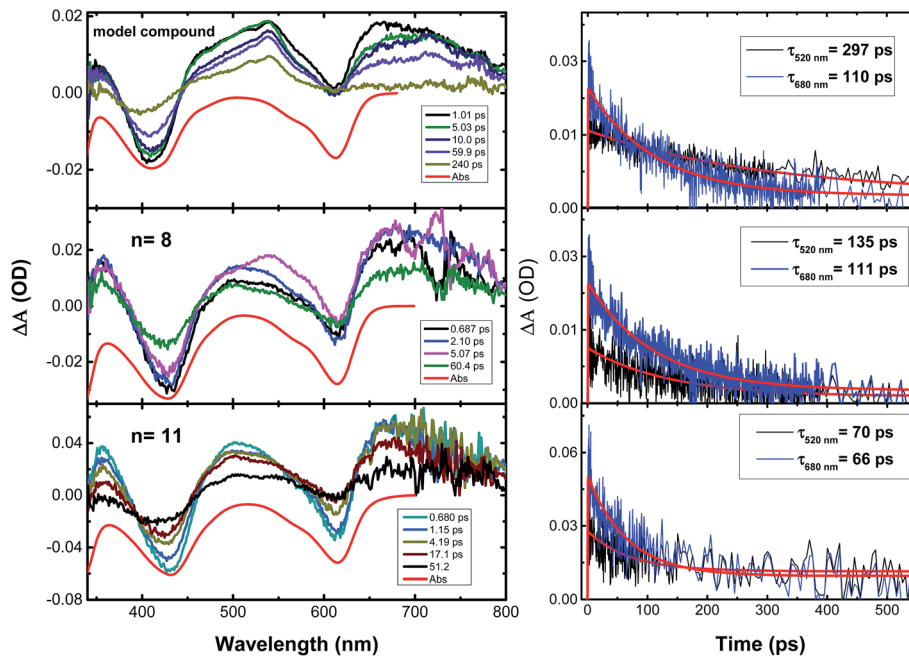 model compound
0.02
0.00
-0.02
1.01 ps
5.03 ps
10.0 ps
59.9 ps
240 ps
Abs
n= 8
0.02
0.00
-0.02
0.687 ps
2.10 ps
5.07 ps
60.4 ps
Abs
n= 11
0.04
0.00
-0.04
-0.08
0.680 ps
1.15 ps
4.19 ps
17.1 ps
51.2
Abs
400 500 600 700 800
Wavelength (nm)
ΔA (OD)
τ520 nm= 297 ps
τ680 nm= 110 ps
0.03
0.01
0.00
τ520 nm= 135 ps
τ680 nm= 111 ps
0.03
0.01
0.00
τ520 nm= 70 ps
τ680 nm= 66 ps
0.06
0.03
0.00
0 100 200 300 400 500
Time (ps)
ΔA (OD)